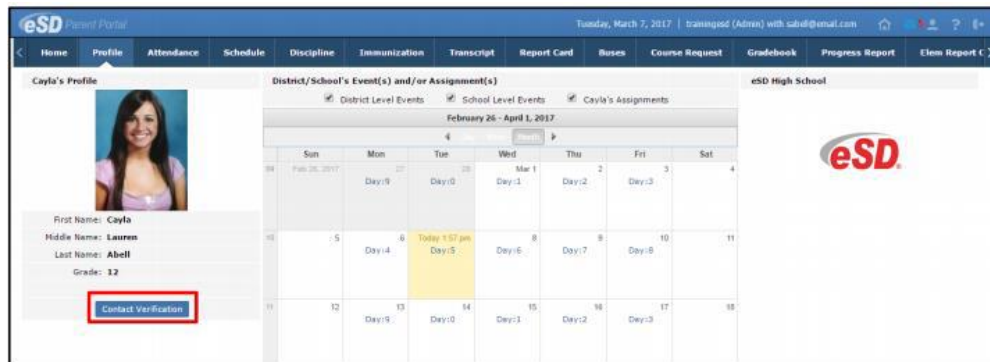 eSD Parent Portal
Tuesday, March 7, 2017 | trainingesd (Admin) with sabell@email.com
Home Profile Attendance Schedule Discipline Immunization Transcript Report Card Buses Course Request Gradebook Progress Report Elem Report C
Cayla's Profile
District/School's Event(s) and/or Assignment(s)
eSD High School
District Level Events School Level Events Cayla's Assignments
February 26 - April 1, 2017
Month
Sun Mon Tue Wed Thu Fri Sat
Feb 26, 2017 27 28 Mar 1 2 3 4
Day:9 Day:0 Day:1 Day:2 Day:3
eSD
First Name: Cayla
Middle Name: Lauren
Last Name: Abell
Grade: 12
10 5 6 Today 1:57 pm 8 9 10 11
Day:4 Day:5 Day:6 Day:7 Day:8
Contact Verification
11 12 13 14 15 16 17 18
Day:9 Day:0 Day:1 Day:2 Day:3